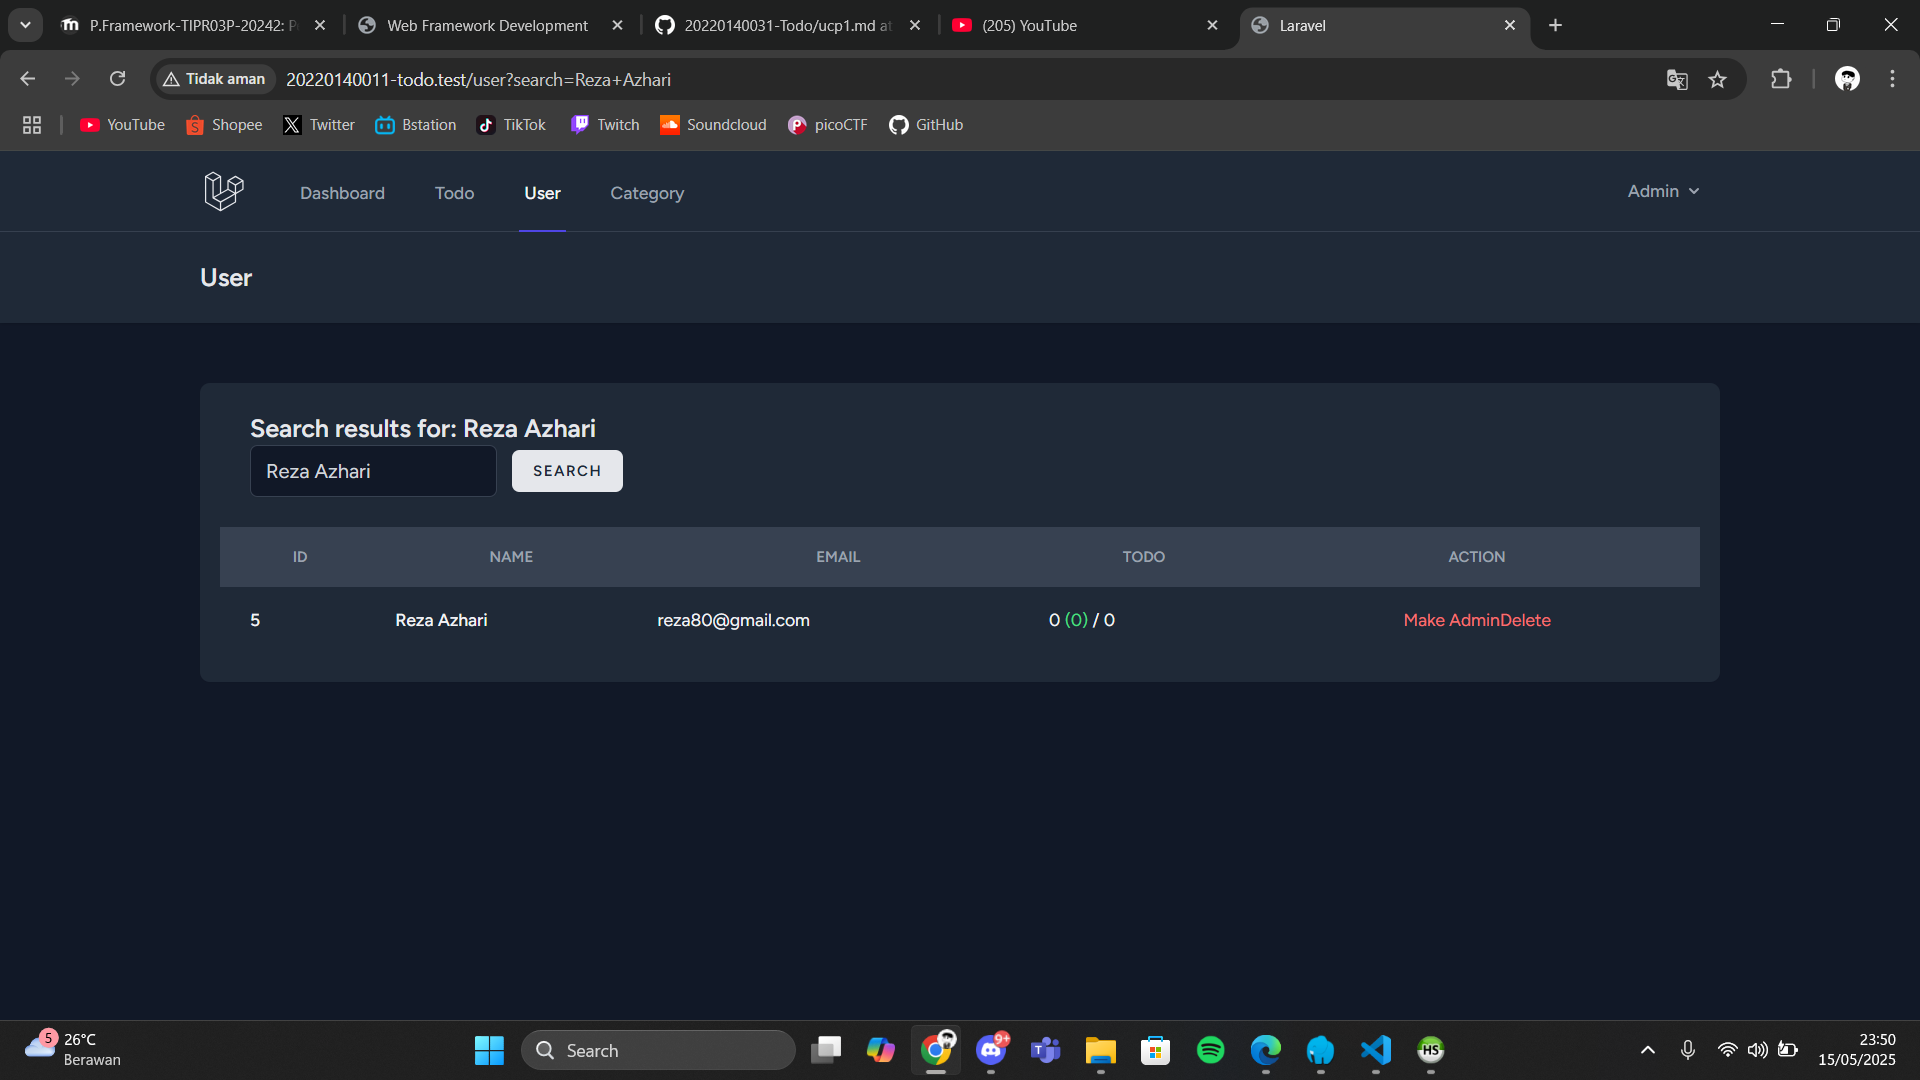 P.Framework-TIPR03P-20242:
Web Framework Development
20220140031-Todo/ucp1.md at
(205) YouTube
Laravel
Tidak aman
20220140011-todo.test/user?search=Reza+Azhari
YouTube
Shopee
Twitter
Bstation
TikTok
Twitch
Soundcloud
picoCTF
GitHub
Dashboard
Todo
User
Category
Admin
User
Search results for: Reza Azhari
Reza Azhari
SEARCH
ID NAME EMAIL TODO ACTION
5 Reza Azhari reza80@gmail.com 0 (0) / 0 Make AdminDelete
5
26°C
Berawan
Search
9+
HS
23:50
15/05/2025